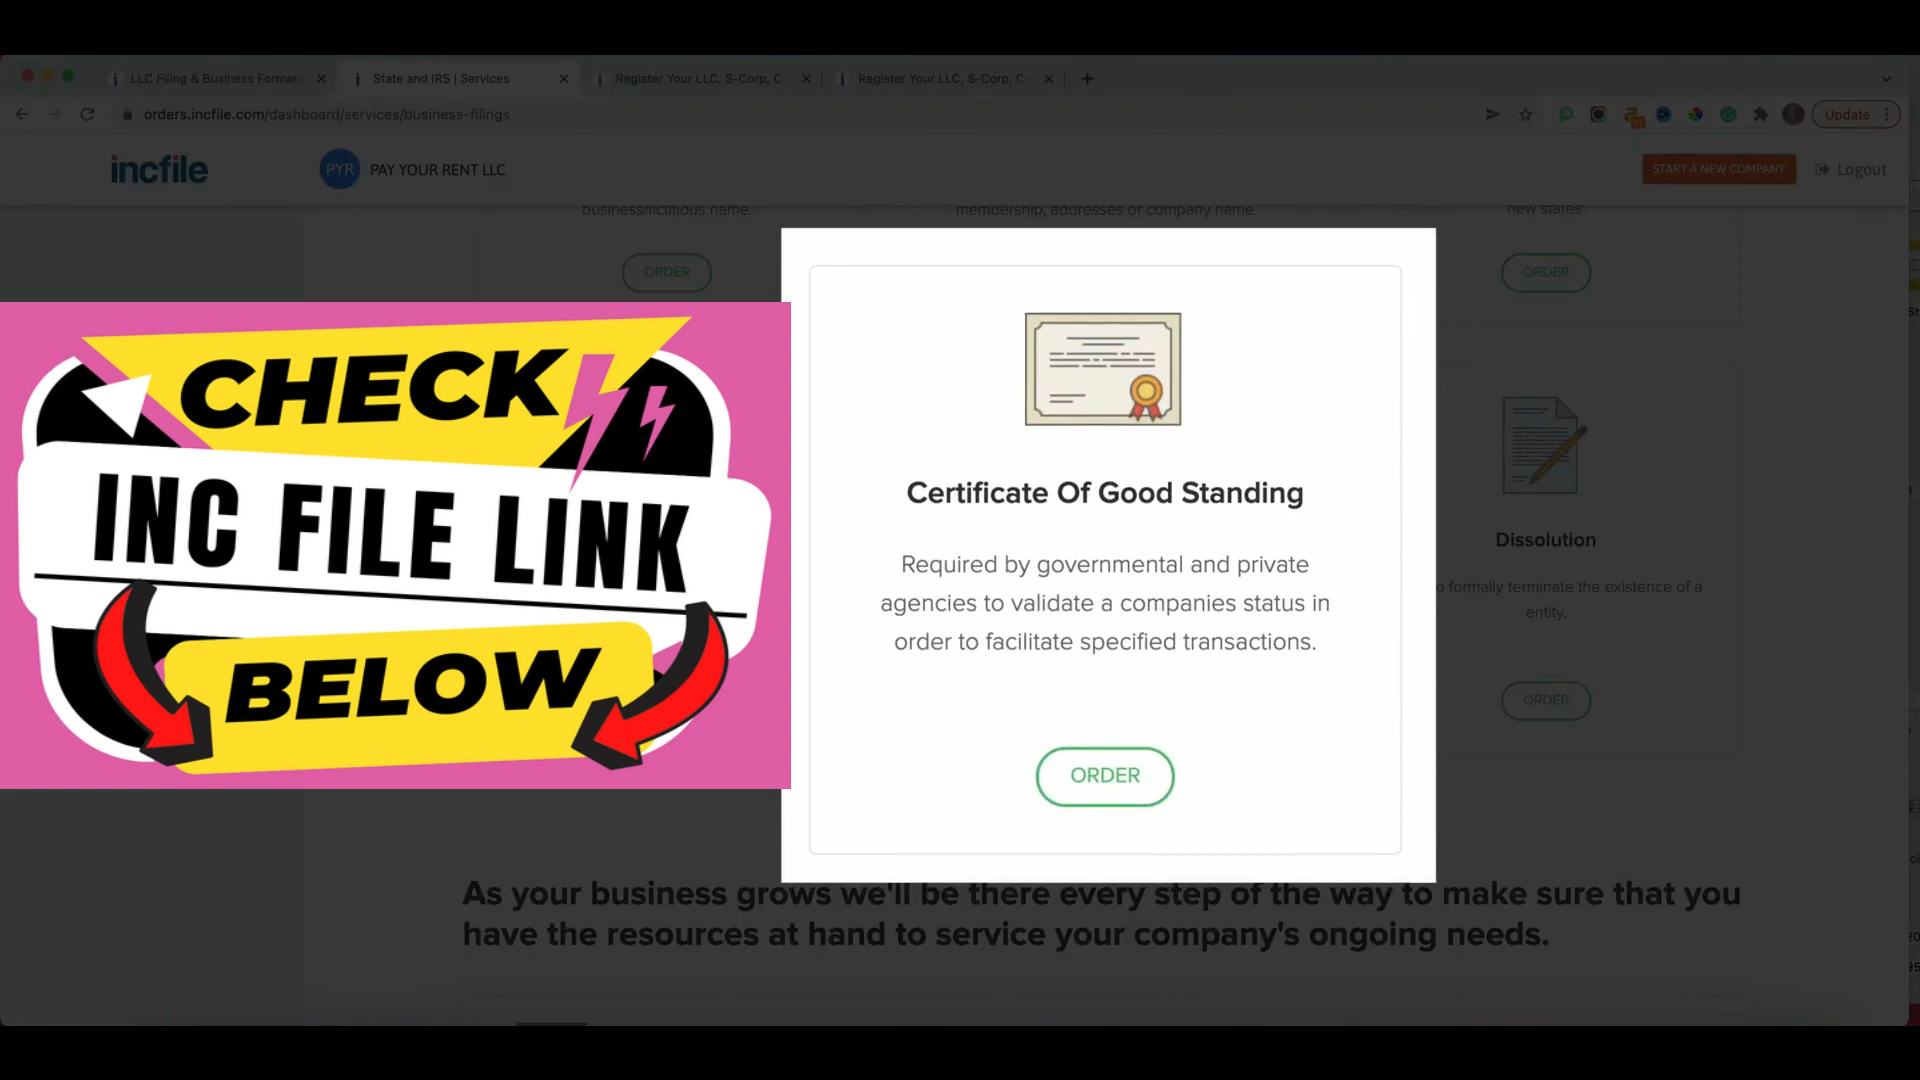 LLC Filing & Business Forma
State and IRS | Services
Register Your LLC, S-Corp, C
Register Your LLC, S-Corp, C
orders.incfile.com/dashboard/services/business-filings
Update
incfile
PYR
PAY YOUR RENT LLC
START A NEW COMPANY
Logout
business/fictitious name.
membership, addresses or company name.
new states.
ORDER
ORDER
CHECK
INC FILE LINK
BELOW
Certificate Of Good Standing
Required by governmental and private
agencies to validate a companies status in
order to facilitate specified transactions.
ORDER
Dissolution
o formally terminate the existence of a
entity.
ORDER
As your business grows we'll be there every step of the way to make sure that you
have the resources at hand to service your company's ongoing needs.